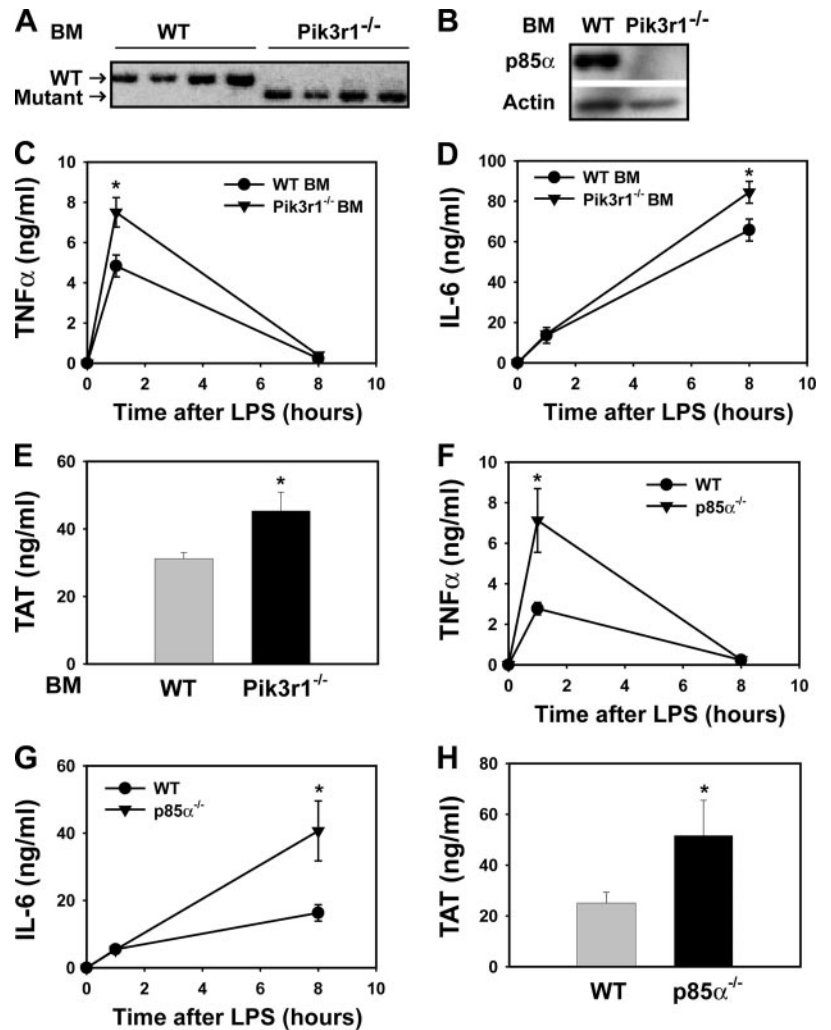 A
BM
WT
Pik3r1-/-
WT →
Mutant →
B
BM
WT
Pik3r1-/-
p85α
Actin
C
TNFα (ng/ml)
10
8
6
4
2
0
*
WT BM
Pik3r1-/- BM
0 2 4 6 8 10
Time after LPS (hours)
D
IL-6 (ng/ml)
100
80
60
40
20
0
WT BM
Pik3r1-/- BM
*
0 2 4 6 8 10
Time after LPS (hours)
E
TAT (ng/ml)
60
40
20
0
*
BM
WT
Pik3r1-/-
F
TNFα (ng/ml)
10
8
6
4
2
0
*
WT
p85α-/-
0 2 4 6 8 10
Time after LPS (hours)
G
IL-6 (ng/ml)
60
40
20
0
WT
p85α-/-
*
0 2 4 6 8 10
Time after LPS (hours)
H
TAT (ng/ml)
80
60
40
20
0
*
WT
p85α-/-